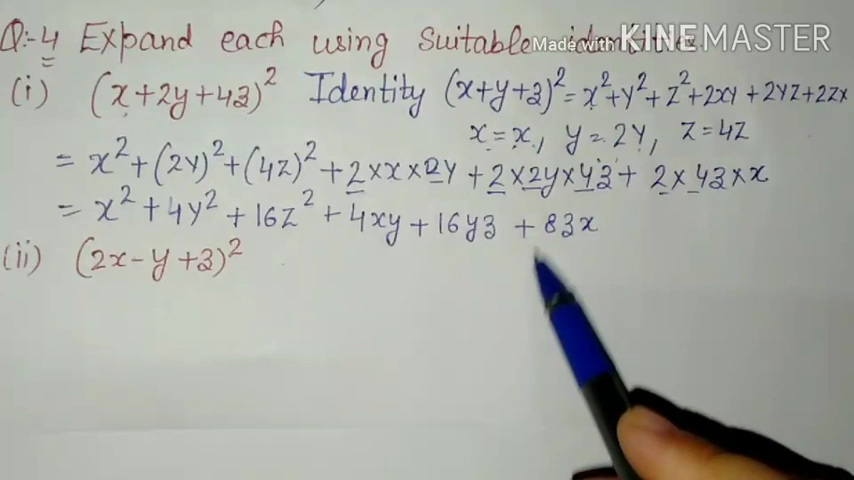 Q:-4 Expand each using Suitable identities
Made with KINEMASTER
(i) (x+2y+4z)² Identity (x+y+z)² = x²+y²+z²+2xy+2yz+2zx
x=x, y=2y, z=4z
= x²+(2y)²+(4z)²+2×x×2y+2×2y×4z+2×4z×x
= x²+4y²+16z²+4xy+16yz+8zx
(ii) (2x-y+z)²